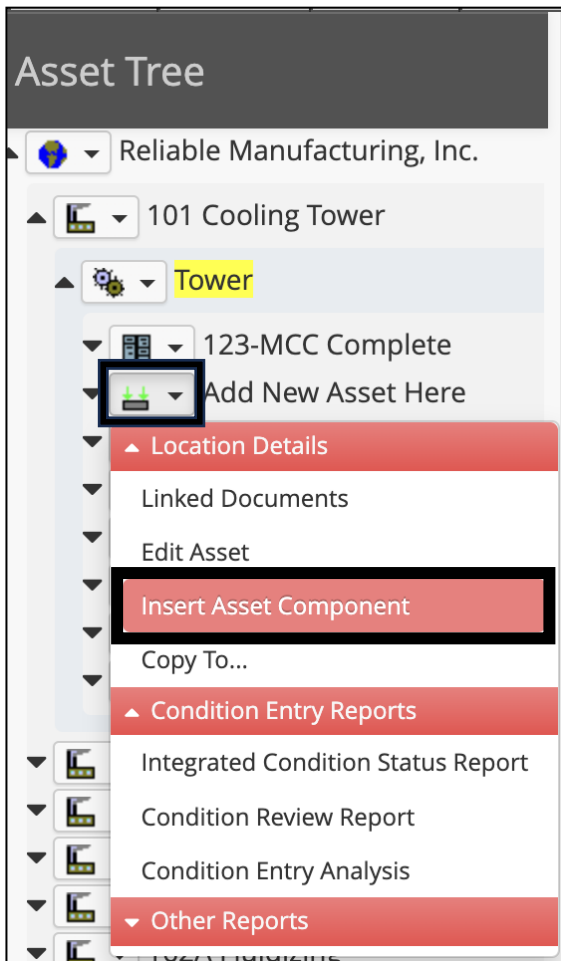 Asset Tree
Reliable Manufacturing, Inc.
101 Cooling Tower
Tower
123-MCC Complete
Add New Asset Here
Location Details
Linked Documents
Edit Asset
Insert Asset Component
Copy To...
Condition Entry Reports
Integrated Condition Status Report
Condition Review Report
Condition Entry Analysis
Other Reports